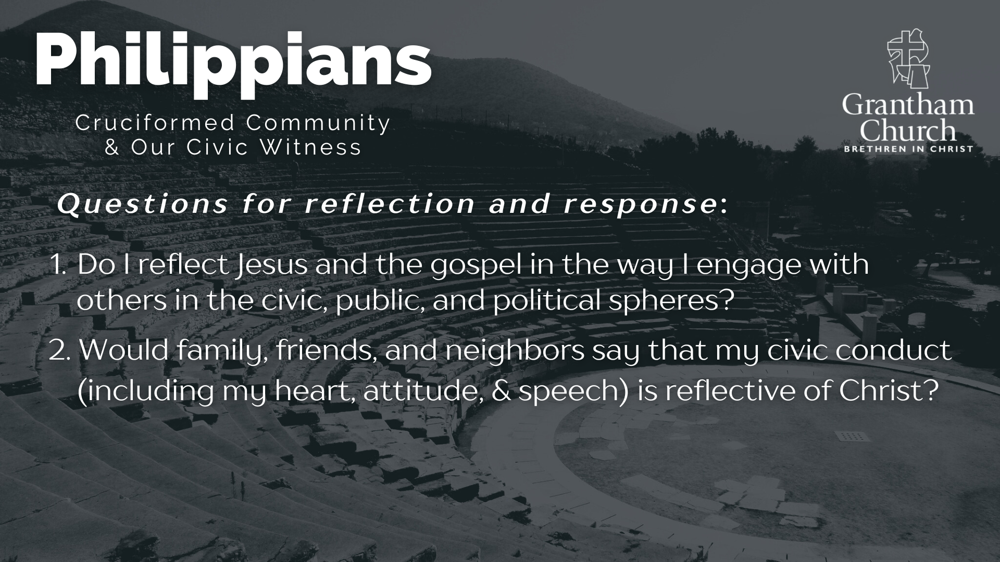 Philippians
Cruciformed Community
& Our Civic Witness
Grantham
Church
BRETHREN IN CHRIST
Questions for reflection and response:
1. Do I reflect Jesus and the gospel in the way I engage with
others in the civic, public, and political spheres?
2. Would family, friends, and neighbors say that my civic conduct
(including my heart, attitude, & speech) is reflective of Christ?